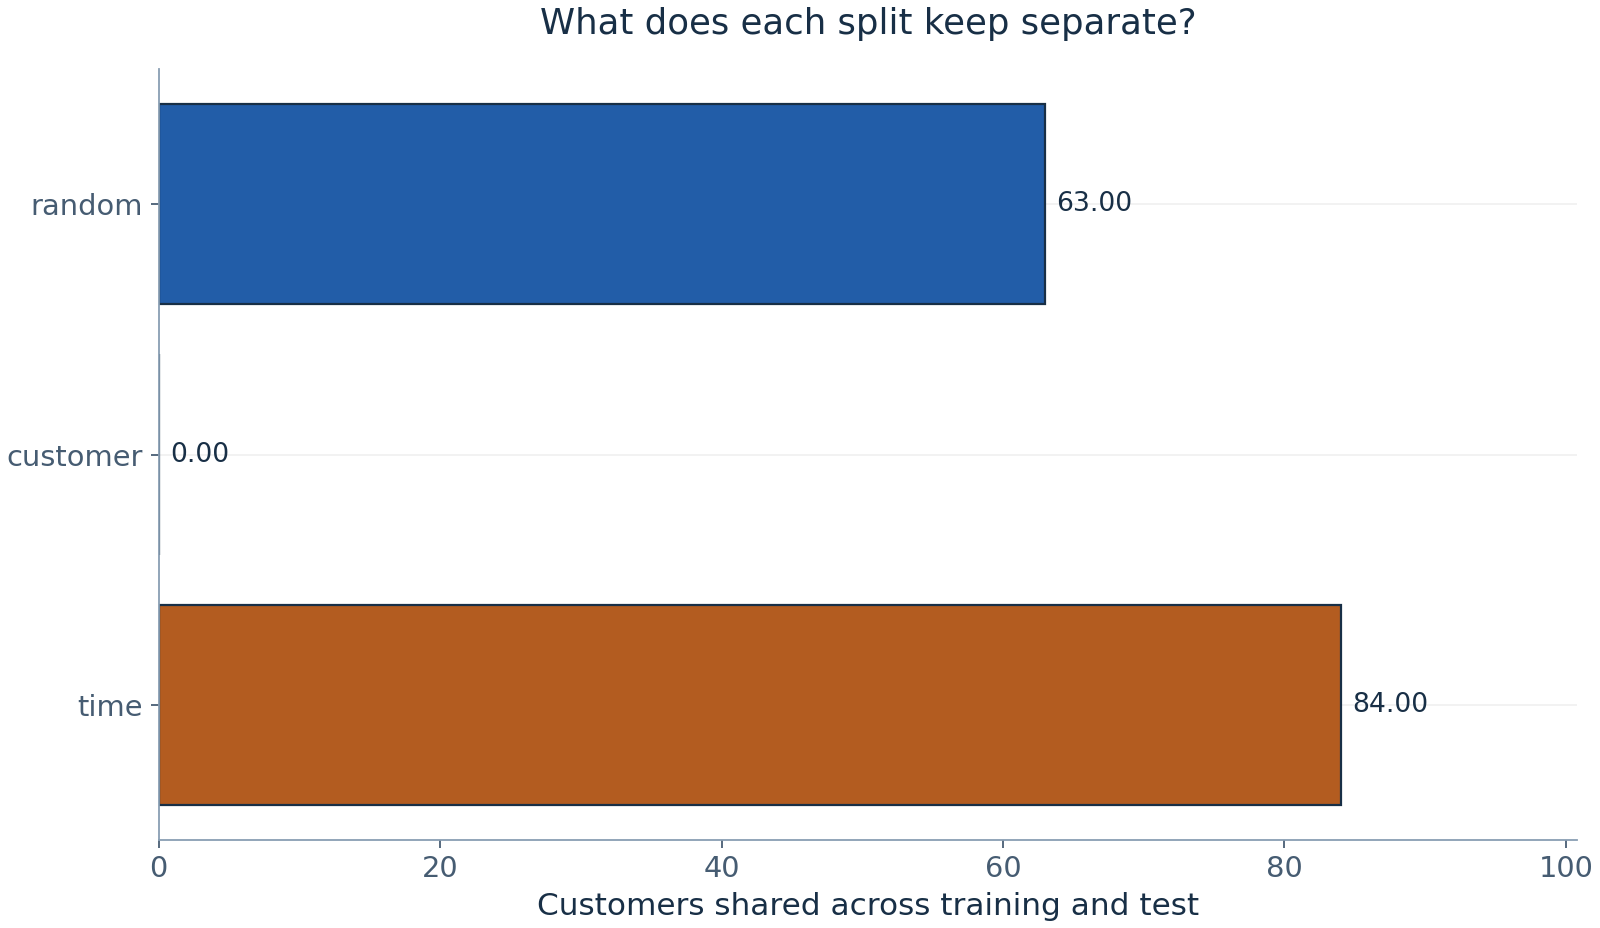 What does each split keep separate?
random
63.00
customer
0.00
time
84.00
0 20 40 60 80 100
Customers shared across training and test